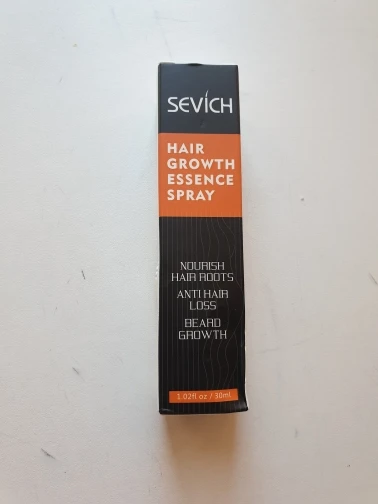 SEVICH
HAIR
GROWTH
ESSENCE
SPRAY
NOURISH
HAIR ROOTS
ANTI HAIR
LOSS
BEARD
GROWTH
1.02fl oz / 30ml